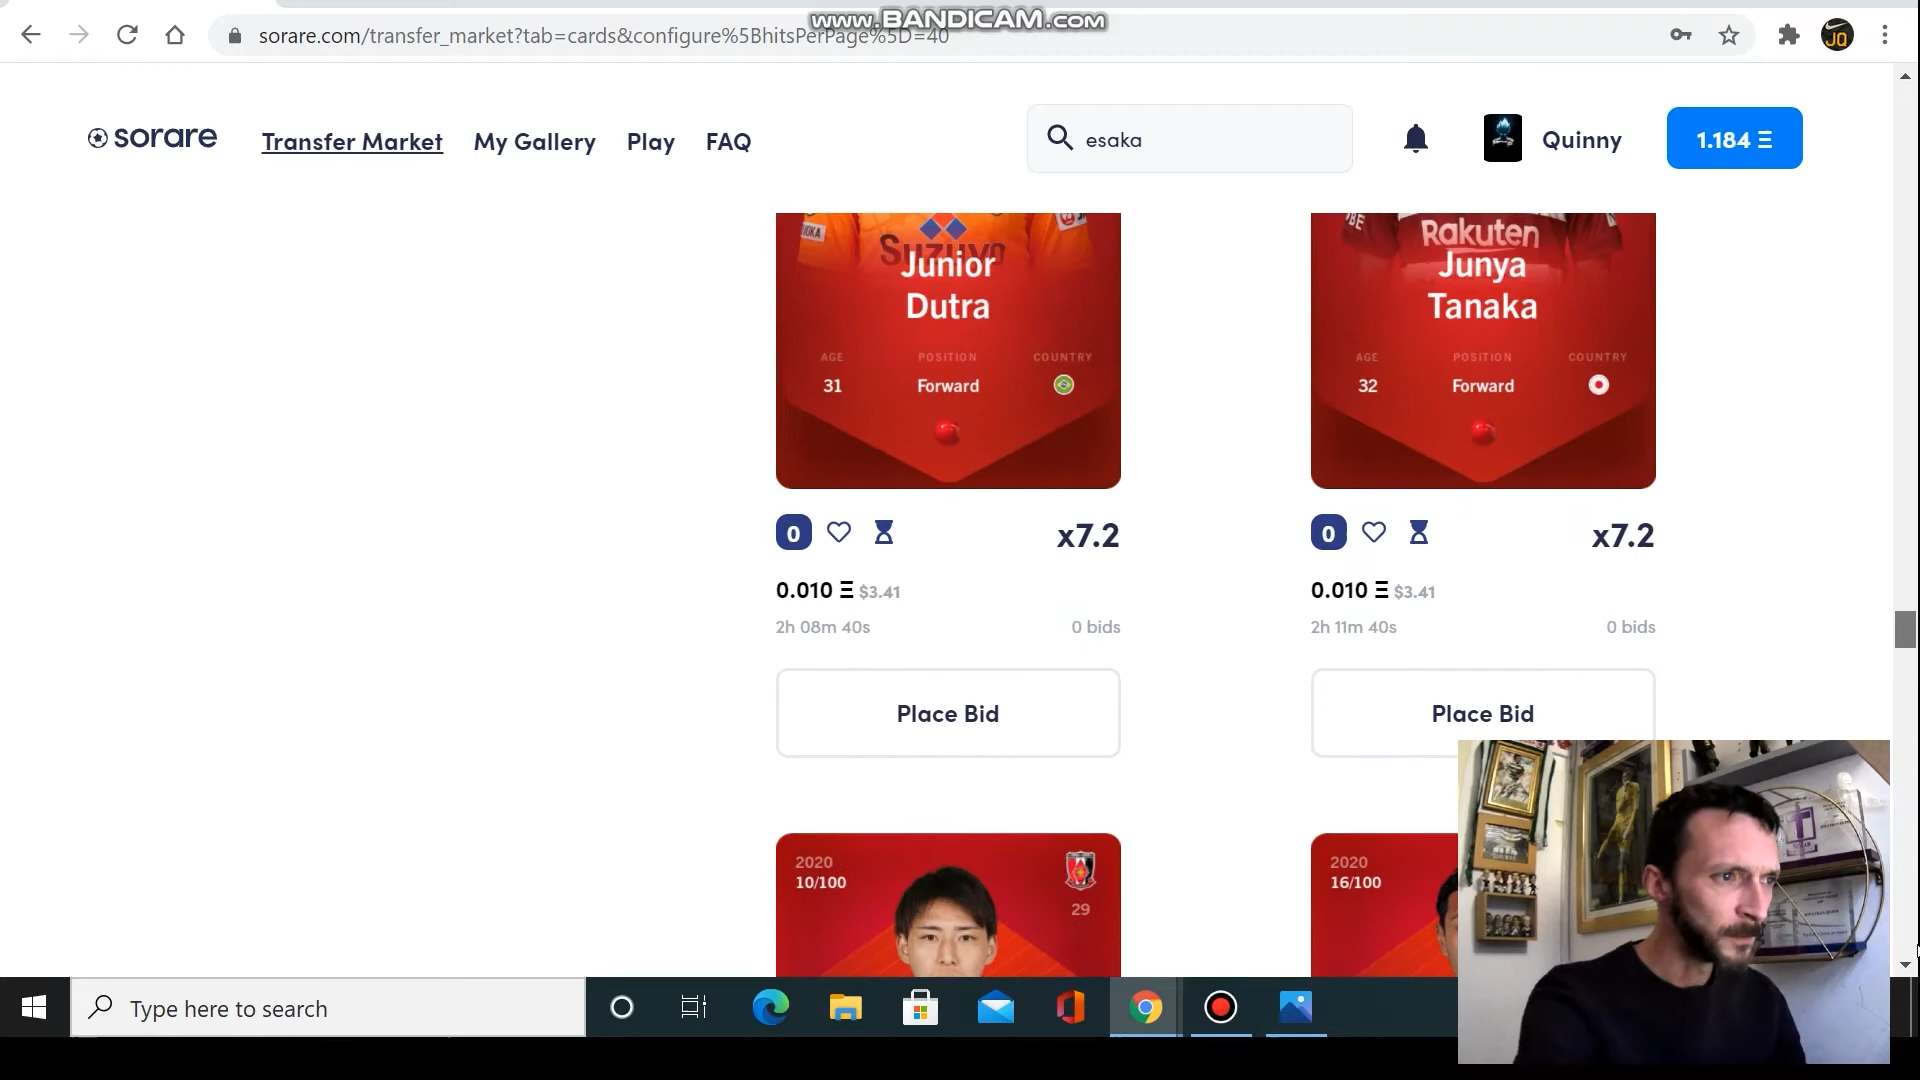 www.BANDICAM.com
sorare.com/transfer_market?tab=cards&configure%5BhitsPerPage%5D=40
JQ
sorare
Transfer Market
My Gallery
Play
FAQ
esaka
Quinny
1.184 Ξ
Suzuyo
Junior
Dutra
AGE
POSITION
COUNTRY
31
Forward
Rakuten
Junya
Tanaka
AGE
POSITION
COUNTRY
32
Forward
0
x7.2
0.010 Ξ $3.41
2h 08m 40s
0 bids
Place Bid
0
x7.2
0.010 Ξ $3.41
2h 11m 40s
0 bids
Place Bid
2020
10/100
29
2020
16/100
Type here to search